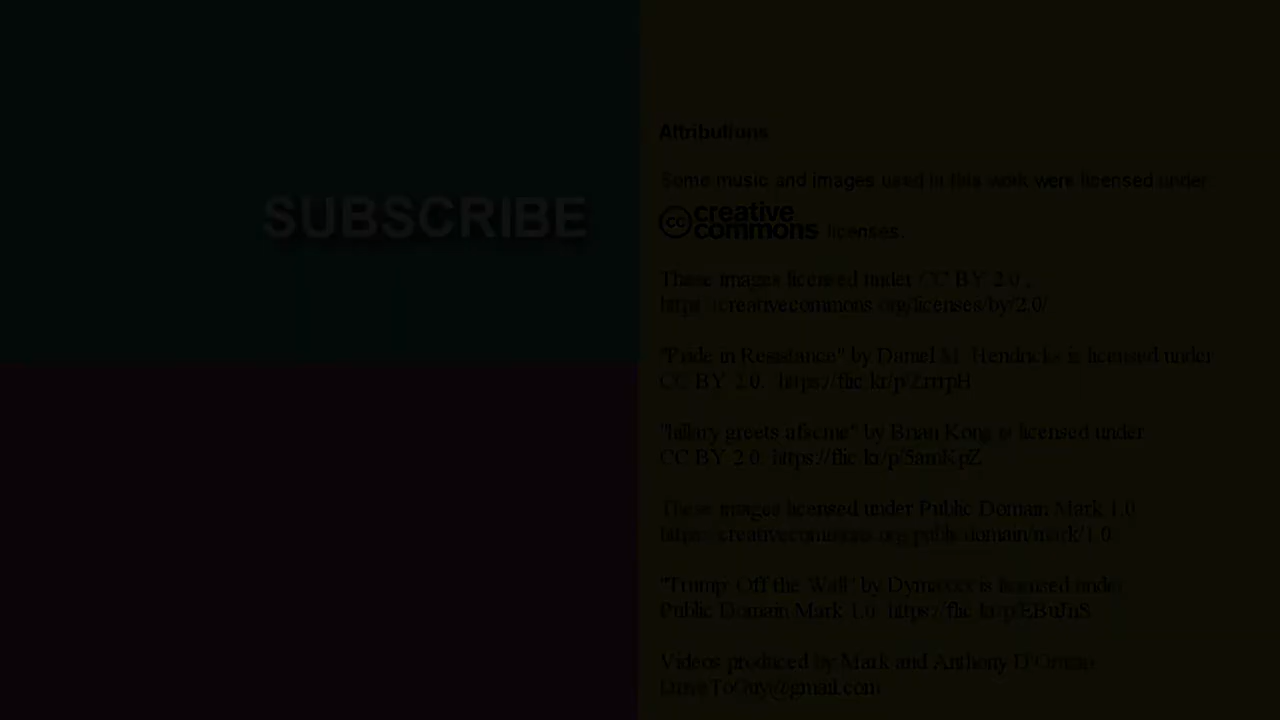 SUBSCRIBE
Attributions
Some music and images used in this work were licensed under
cc creative commons licenses.
These images licensed under CC BY 2.0 ,
https://creativecommons.org/licenses/by/2.0/
"Pride in Resistance" by Daniel M. Hendricks is licensed under
CC BY 2.0. https://flic.kr/p/
"hillary greets afscme" by Brian Kong is licensed under
CC BY 2.0. https://flic.kr/p/5amKpZ
These images licensed under Public Domain Mark 1.0
https://creativecommons.org/publicdomain/mark/1.0/
"Trump: Off the Wall" by is licensed under
Public Domain Mark 1.0. https://flic.kr/p/EBuJnS
Videos produced by Mark and Anthony